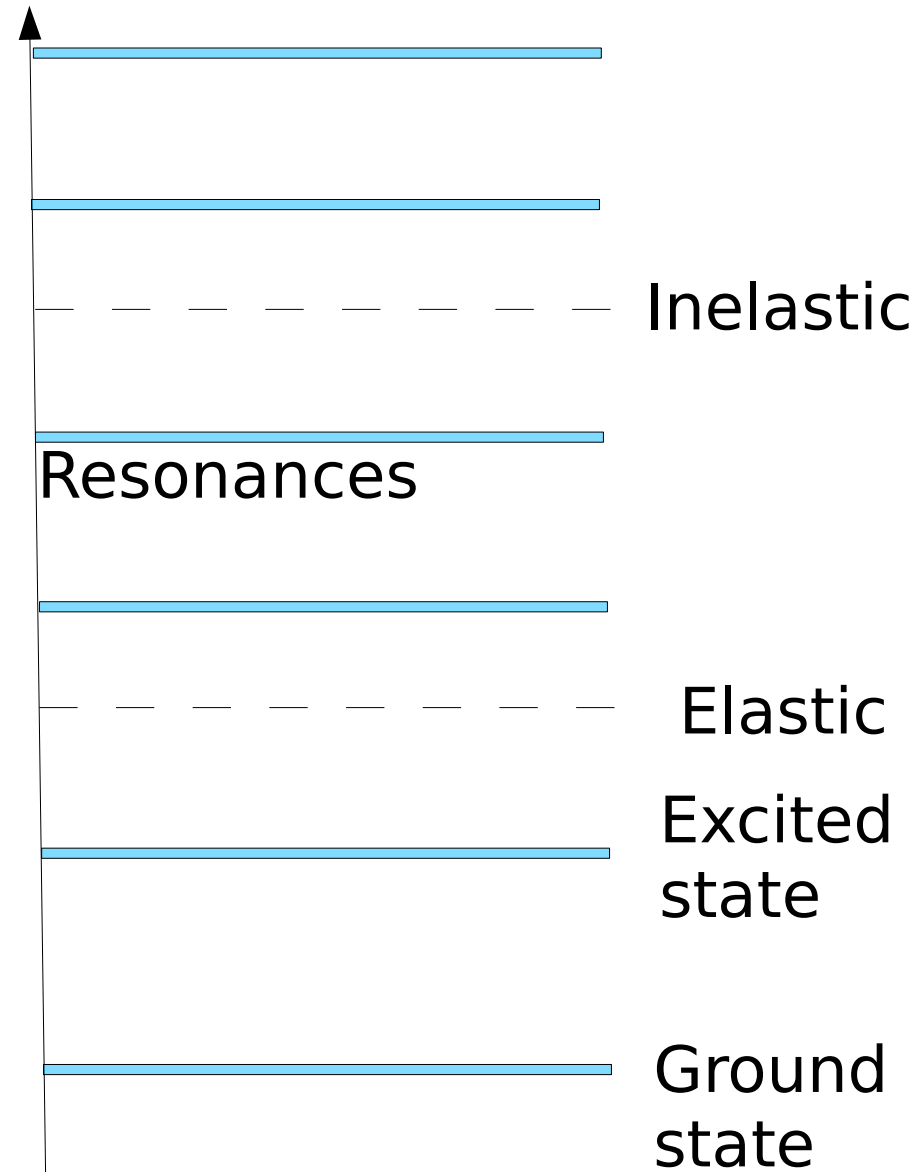 Inelastic
Resonances
Elastic
Excited
state
Ground
state